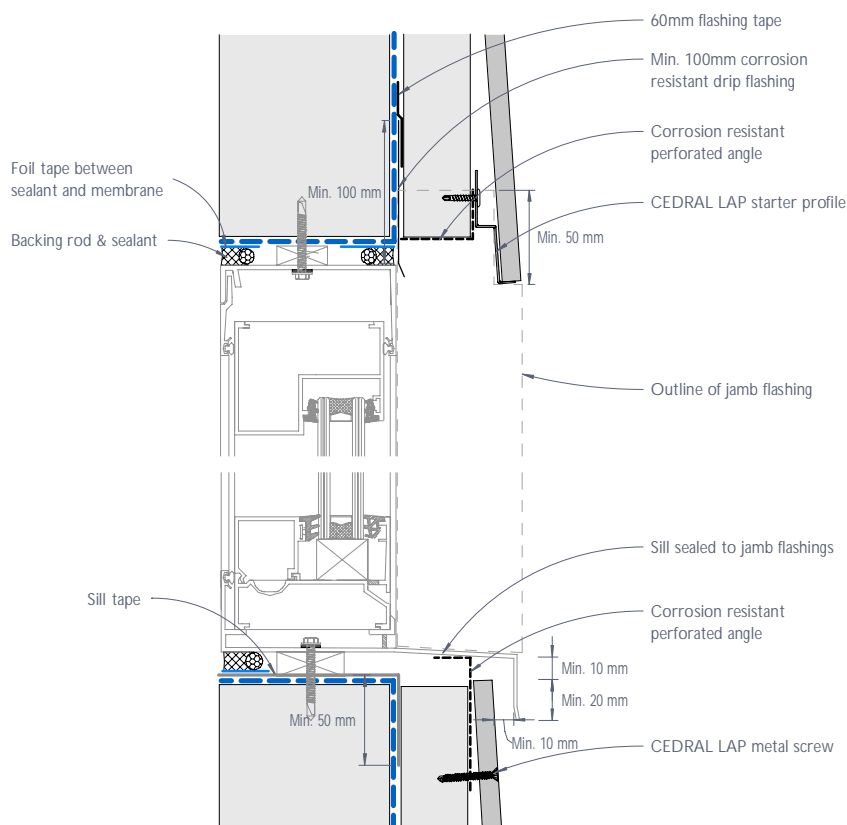 60mm flashing tape
Min. 100mm corrosion
resistant drip flashing
Corrosion resistant
perforated angle
Foil tape between
sealant and membrane
Min. 100 mm
CEDRAL LAP starter profile
Backing rod & sealant
Min. 50 mm
Outline of jamb flashing
Sill sealed to jamb flashings
Sill tape
Corrosion resistant
perforated angle
Min. 10 mm
Min. 20 mm
Min. 50 mm
Min. 10 mm
CEDRAL LAP metal screw